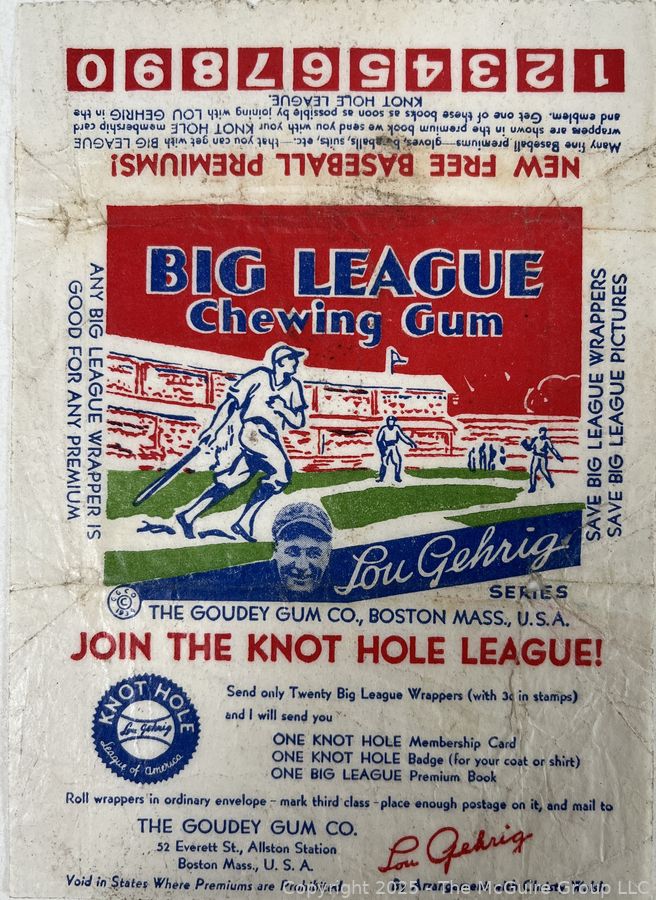 1 2 3 4 5 6 7 8 9 0
NEW FREE BASEBALL PREMIUMS!
Many fine Baseball premiums—gloves, balls, suits, etc.—that you can get with BIG LEAGUE
wrappers are shown in the premium book we send you with your KNOT HOLE membership card
and emblem. Get one of these books as soon as possible by joining with LOU GEHRIG in the
KNOT HOLE LEAGUE.
BIG LEAGUE
Chewing Gum
ANY BIG LEAGUE WRAPPER IS
GOOD FOR ANY PREMIUM
SAVE BIG LEAGUE WRAPPERS
SAVE BIG LEAGUE PICTURES
Lou Gehrig
SERIES
G.G.CO
©
1934
THE GOUDEY GUM CO., BOSTON MASS., U.S.A.
JOIN THE KNOT HOLE LEAGUE!
KNOT HOLE
Lou Gehrig
League of America
Send only Twenty Big League Wrappers (with 3c in stamps)
and I will send you
ONE KNOT HOLE Membership Card
ONE KNOT HOLE Badge (for your coat or shirt)
ONE BIG LEAGUE Premium Book
Roll wrappers in ordinary envelope - mark third class - place enough postage on it, and mail to
THE GOUDEY GUM CO.
52 Everett St., Allston Station
Boston Mass., U. S. A.
Lou Gehrig
Void in States Where Premiums are Prohibited
By Arrangement with Christy Walsh
Copyright 2025 The McGuire Group LLC